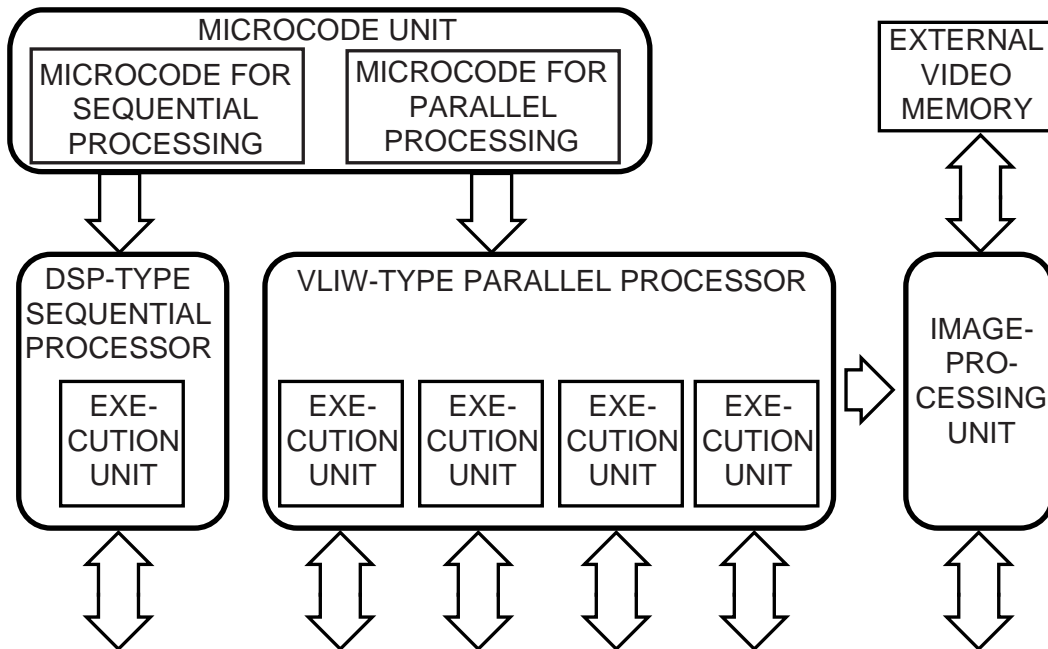 MICROCODE UNIT
MICROCODE FOR
SEQUENTIAL
PROCESSING
MICROCODE FOR
PARALLEL
PROCESSING
EXTERNAL
VIDEO
MEMORY
DSP-TYPE
SEQUENTIAL
PROCESSOR
EXE-
CUTION
UNIT
VLIW-TYPE PARALLEL PROCESSOR
EXE-
CUTION
UNIT
EXE-
CUTION
UNIT
EXE-
CUTION
UNIT
EXE-
CUTION
UNIT
IMAGE-
PRO-
CESSING
UNIT